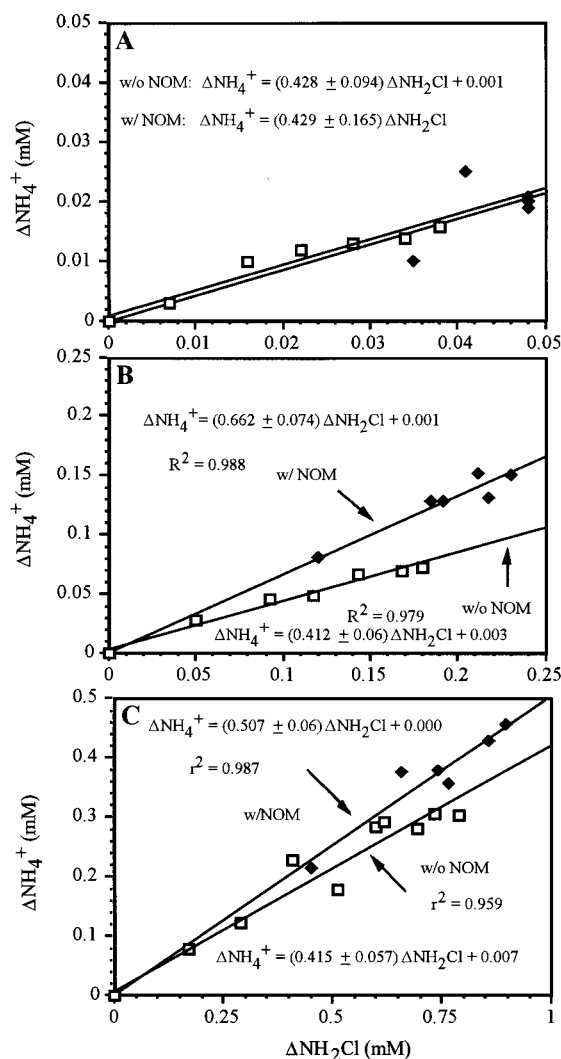 A
0.05
0.04
0.03
0.02
0.01
0
ΔNH₄⁺ (mM)
w/o NOM: ΔNH₄⁺=(0.428 ± 0.094) ΔNH₂Cl + 0.001
w/ NOM: ΔNH₄⁺=(0.429 ± 0.165) ΔNH₂Cl
0 0.01 0.02 0.03 0.04 0.05
B
0.25
0.2
0.15
0.1
0.05
0
ΔNH₄⁺ (mM)
ΔNH₄⁺=(0.662 ± 0.074) ΔNH₂Cl + 0.001
R² = 0.988
w/ NOM
R² = 0.979
w/o NOM
ΔNH₄⁺=(0.412 ± 0.06) ΔNH₂Cl + 0.003
0 0.05 0.1 0.15 0.2 0.25
C
0.5
0.4
0.3
0.2
0.1
0
ΔNH₄⁺ (mM)
ΔNH₄⁺=(0.507 ± 0.06) ΔNH₂Cl + 0.000
r² = 0.987
w/NOM
w/o NOM
r² = 0.959
ΔNH₄⁺=(0.415 ± 0.057) ΔNH₂Cl + 0.007
0 0.25 0.5 0.75 1
ΔNH₂Cl (mM)